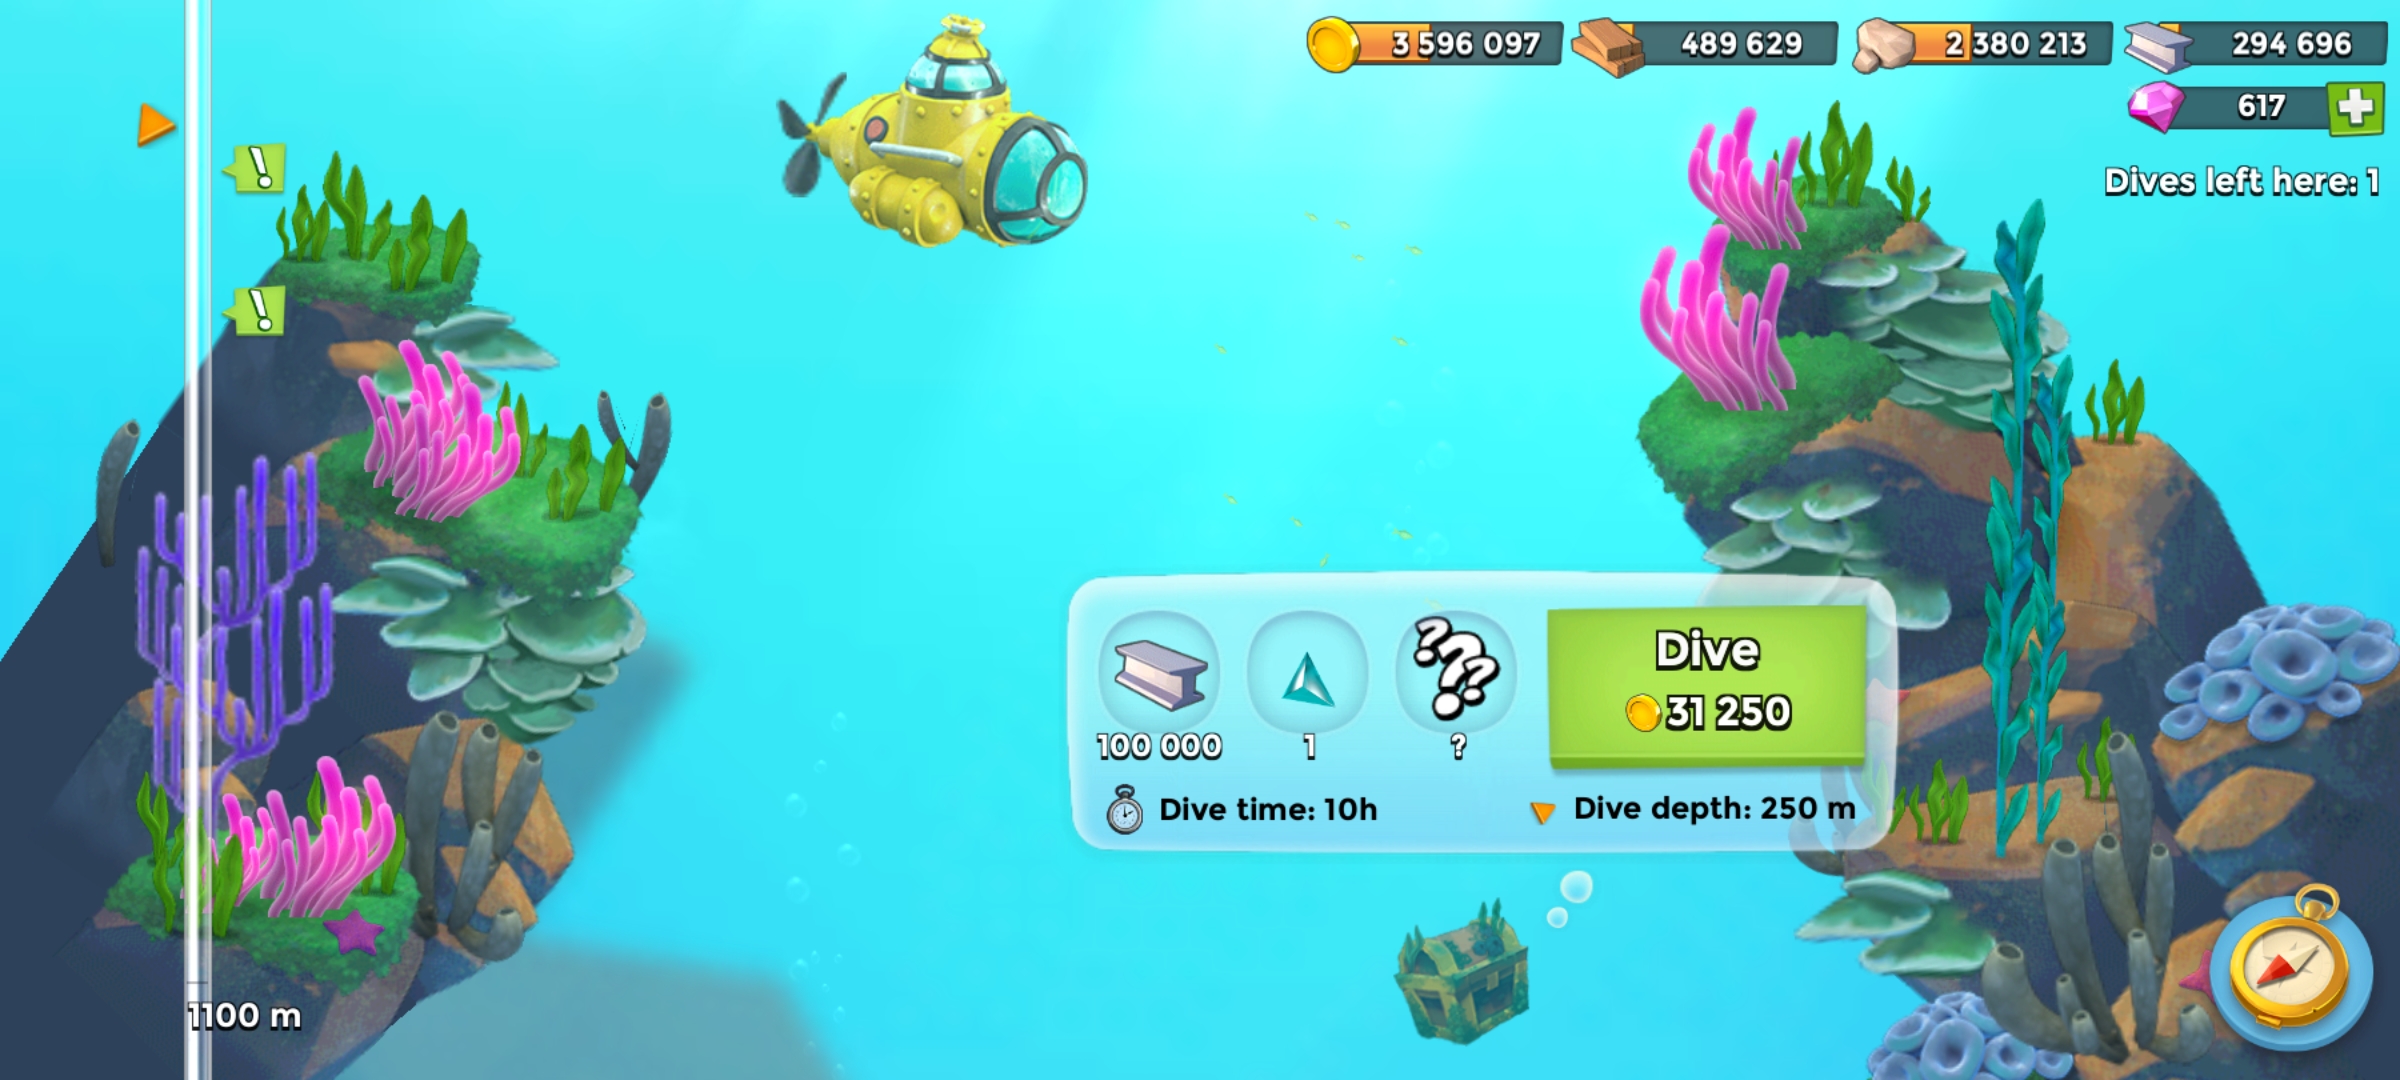 3 596 097
489 629
2 380 213
294 696
617
Dives left here: 1
!
!
Dive
31 250
100 000
1
?
Dive time: 10h
Dive depth: 250 m
1100 m